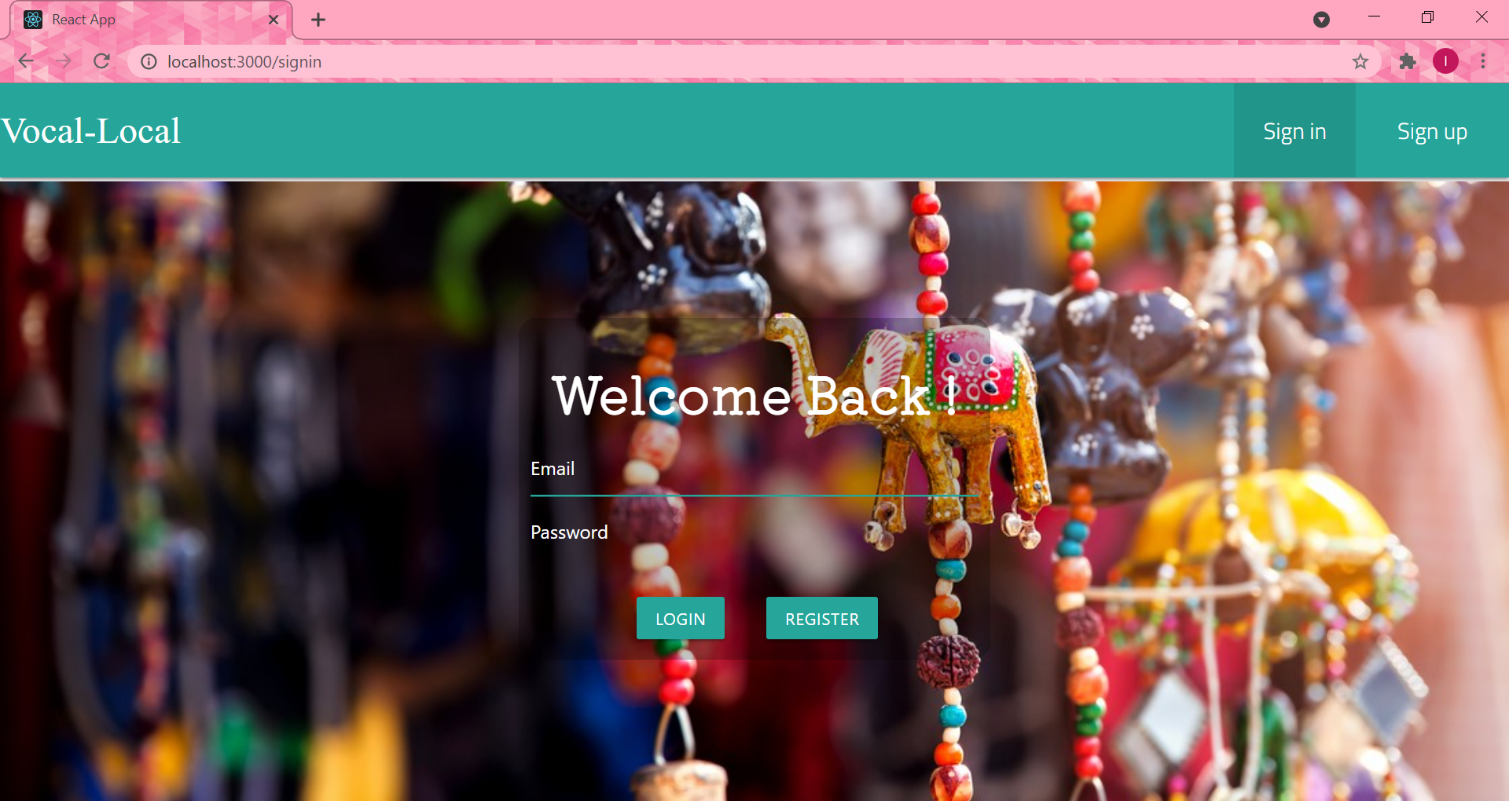 React App
localhost:3000/signin
I
Vocal-Local
Sign in
Sign up
Welcome Back !
Email
Password
LOGIN
REGISTER